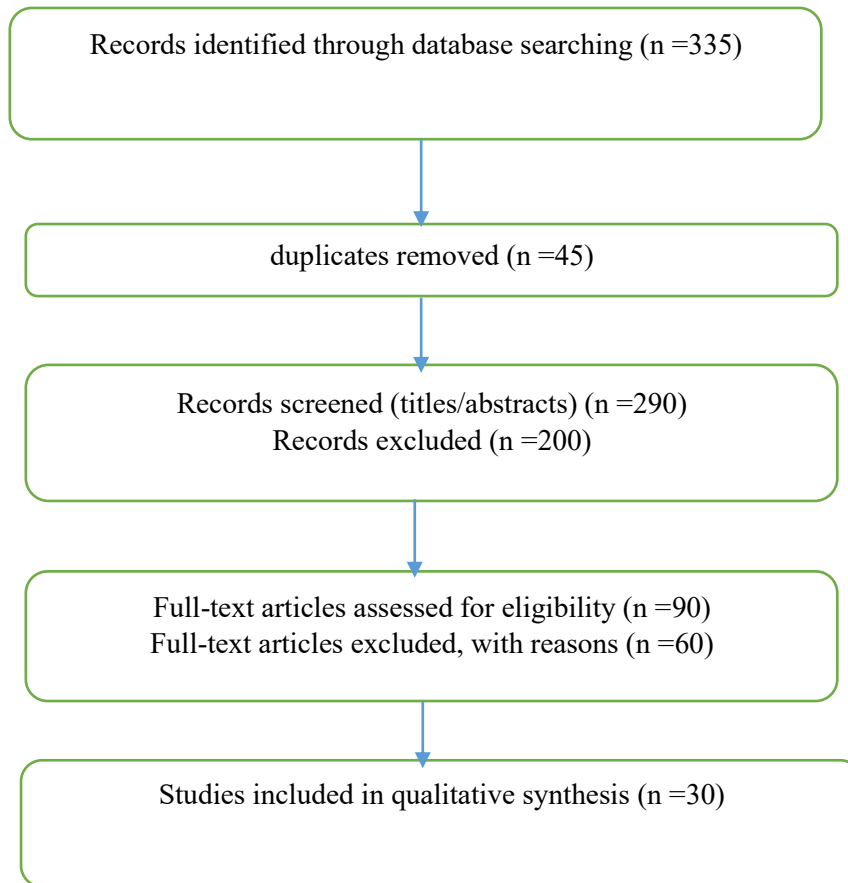 Records identified through database searching (n =335)
duplicates removed (n =45)
Records screened (titles/abstracts) (n =290)
Records excluded (n =200)
Full-text articles assessed for eligibility (n =90)
Full-text articles excluded, with reasons (n =60)
Studies included in qualitative synthesis (n =30)